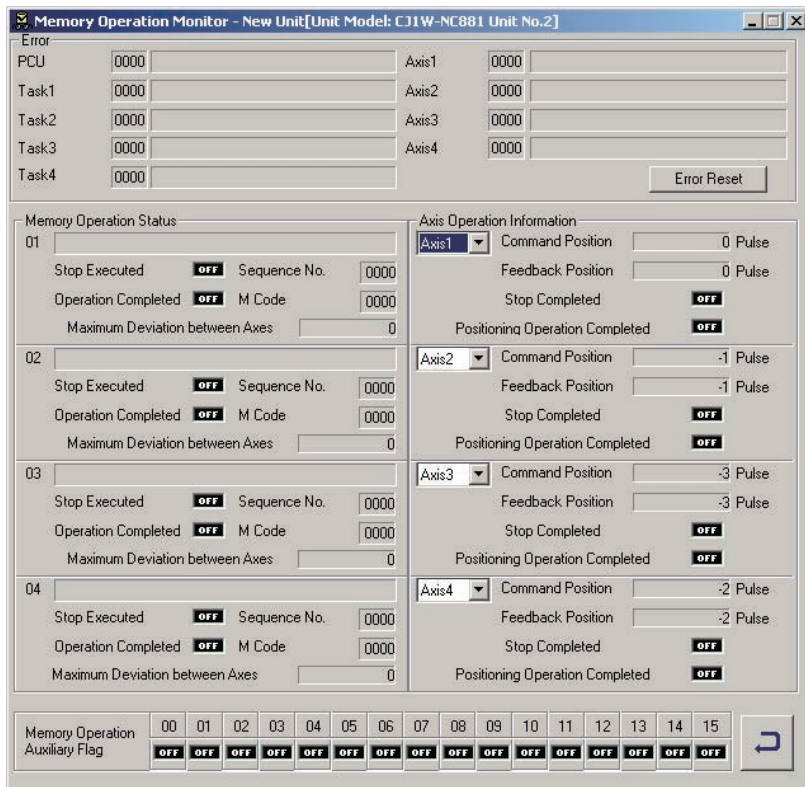 Memory Operation Monitor - New Unit[Unit Model: CJ1W-NC881 Unit No.2]
Error
PCU 0000 Axis1 0000
Task1 0000 Axis2 0000
Task2 0000 Axis3 0000
Task3 0000 Axis4 0000
Task4 0000 Error Reset
Memory Operation Status Axis Operation Information
01 Axis1 Command Position 0 Pulse
Stop Executed OFF Sequence No. 0000 Feedback Position 0 Pulse
Operation Completed OFF M Code 0000 Stop Completed OFF
Maximum Deviation between Axes 0 Positioning Operation Completed OFF
02 Axis2 Command Position -1 Pulse
Stop Executed OFF Sequence No. 0000 Feedback Position -1 Pulse
Operation Completed OFF M Code 0000 Stop Completed OFF
Maximum Deviation between Axes 0 Positioning Operation Completed OFF
03 Axis3 Command Position -3 Pulse
Stop Executed OFF Sequence No. 0000 Feedback Position -3 Pulse
Operation Completed OFF M Code 0000 Stop Completed OFF
Maximum Deviation between Axes 0 Positioning Operation Completed OFF
04 Axis4 Command Position -2 Pulse
Stop Executed OFF Sequence No. 0000 Feedback Position -2 Pulse
Operation Completed OFF M Code 0000 Stop Completed OFF
Maximum Deviation between Axes 0 Positioning Operation Completed OFF
Memory Operation Auxiliary Flag
00 01 02 03 04 05 06 07 08 09 10 11 12 13 14 15
OFF OFF OFF OFF OFF OFF OFF OFF OFF OFF OFF OFF OFF OFF OFF OFF